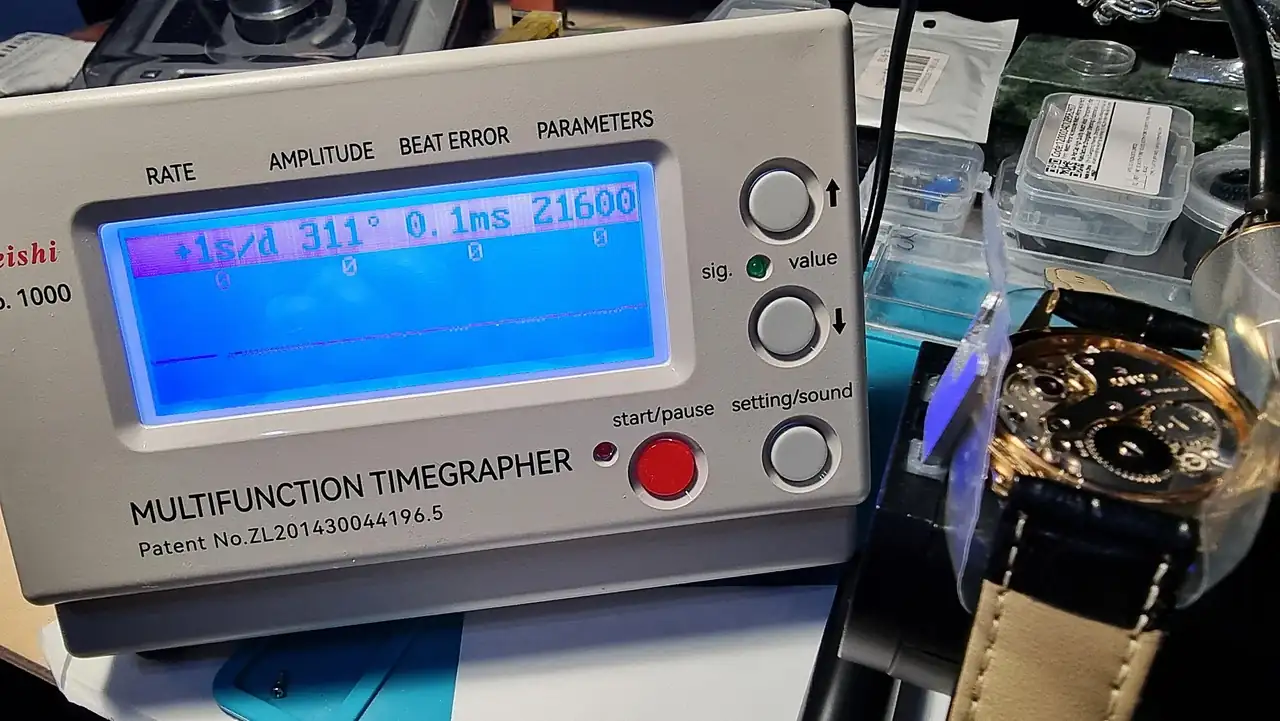 RATE AMPLITUDE BEAT ERROR PARAMETERS
+1s/d 311° 0.1ms 21600
0 0 0 0
eishi
o. 1000
sig. value
start/pause setting/sound
MULTIFUNCTION TIMEGRAPHER
Patent No.ZL201430044196.5